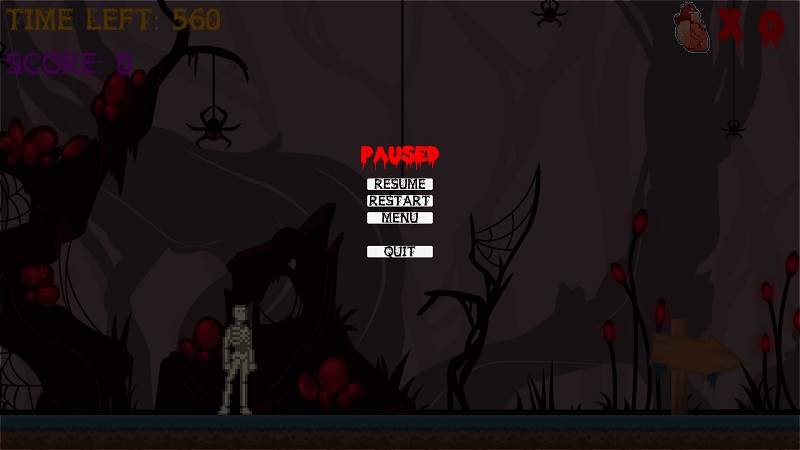 TIME LEFT: 560
X 0
SCORE: 0
PAUSED
RESUME
RESTART
MENU
QUIT